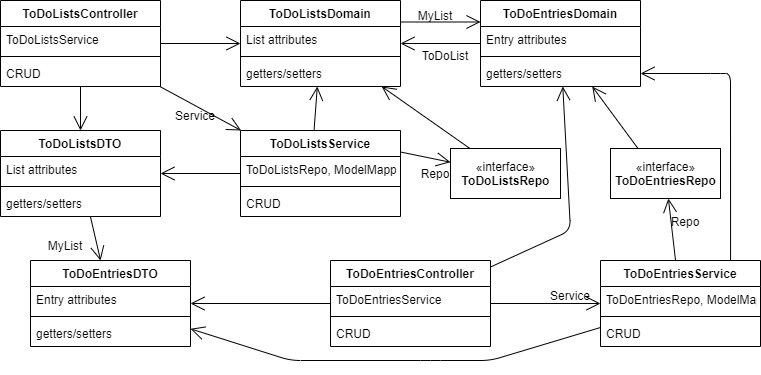 ToDoListsController
ToDoListsService
CRUD
ToDoListsDomain
List attributes
getters/setters
MyList
ToDoList
ToDoEntriesDomain
Entry attributes
getters/setters
Service
ToDoListsDTO
List attributes
getters/setters
ToDoListsService
ToDoListsRepo, ModelMapp
CRUD
Repo
«interface»
ToDoListsRepo
«interface»
ToDoEntriesRepo
Repo
MyList
ToDoEntriesDTO
Entry attributes
getters/setters
ToDoEntriesController
ToDoEntriesService
CRUD
Service
ToDoEntriesService
ToDoEntriesRepo, ModelMa
CRUD